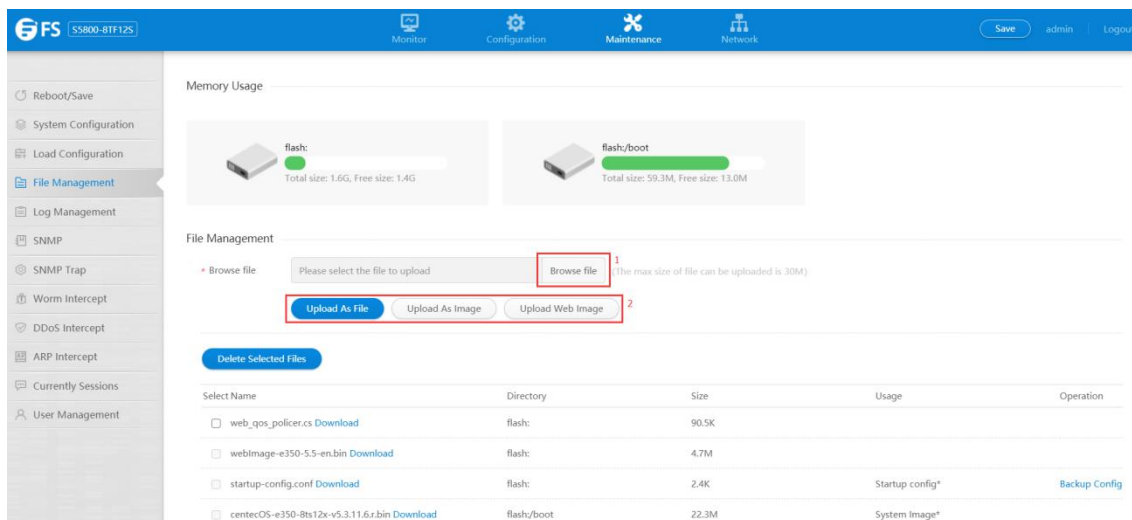 FS S5800-8TF12S
Monitor Configuration Maintenance Network
Save admin Logout
Reboot/Save
System Configuration
Load Configuration
File Management
Log Management
SNMP
SNMP Trap
Worm Intercept
DDoS Intercept
ARP Intercept
Currently Sessions
User Management
Memory Usage
flash:
Total size: 1.6G, Free size: 1.4G
flash:/boot
Total size: 59.3M, Free size: 13.0M
File Management
* Browse file Please select the file to upload Browse file 1 (The max size of file can be uploaded is 30M)
Upload As File Upload As Image Upload Web Image 2
Delete Selected Files
Select Name Directory Size Usage Operation
web_qos_policer.cs Download flash: 90.5K
webImage-e350-5.5-en.bin Download flash: 4.7M
startup-config.conf Download flash: 2.4K Startup config* Backup Config
centecOS-e350-8ts12x-v5.3.11.6.r.bin Download flash:/boot 22.3M System Image*